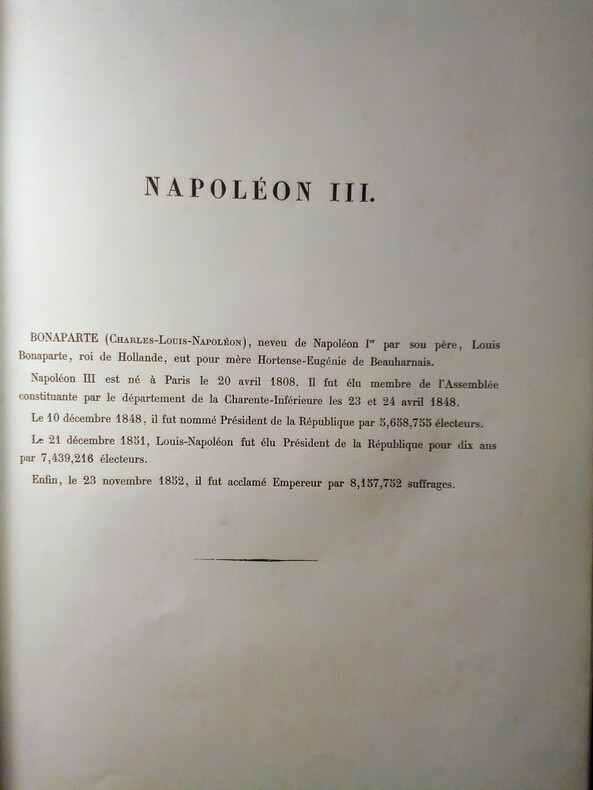 NAPOLÉON III.
BONAPARTE (CHARLES-LOUIS-NAPOLÉON), neveu de Napoléon Ier par son père, Louis
Bonaparte, roi de Hollande, eut pour mère Hortense-Eugénie de Beauharnais.
Napoléon III est né à Paris le 20 avril 1808. Il fut élu membre de l'Assemblée
constituante par le département de la Charente-Inférieure les 23 et 24 avril 1848.
Le 10 décembre 1848, il fut nommé Président de la République par 5,658,755 électeurs.
Le 21 décembre 1851, Louis-Napoléon fut élu Président de la République pour dix ans
par 7,439,216 électeurs.
Enfin, le 23 novembre 1852, il fut acclamé Empereur par 8,157,752 suffrages.